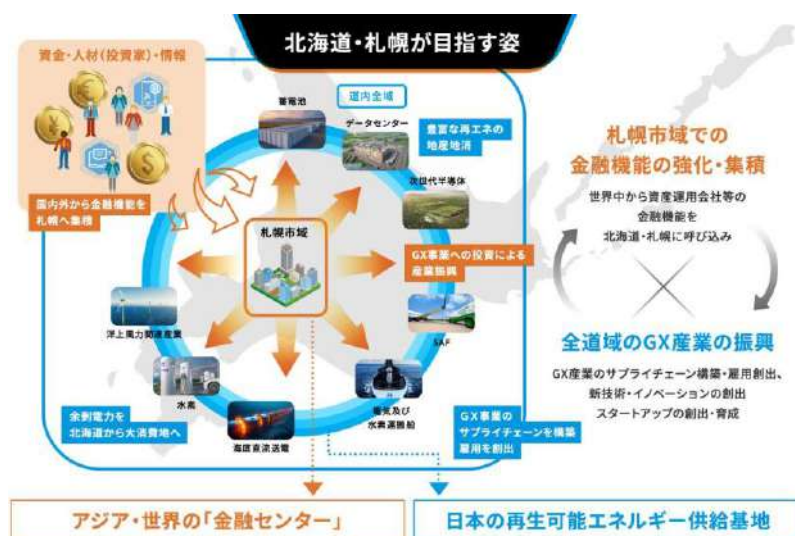 北海道・札幌が目指す姿
資金・人材(投資家)・情報
国内外から金融機能を
札幌へ集積
道内全域
蓄電池
データセンター
豊富な再エネの
地産地消
次世代半導体
札幌市域
GX事業への投資による
産業振興
洋上風力関連産業
SAF
水素
電気及び
水素運搬船
海底直流送電
余剰電力を
北海道から大消費地へ
GX事業の
サプライチェーンを構築
雇用を創出
札幌市域での
金融機能の強化・集積
世界中から資産運用会社等の
金融機能を
北海道・札幌に呼び込み
全道域のGX産業の振興
GX産業のサプライチェーン構築・雇用創出、
新技術・イノベーションの創出
スタートアップの創出・育成
アジア・世界の「金融センター」
日本の再生可能エネルギー供給基地